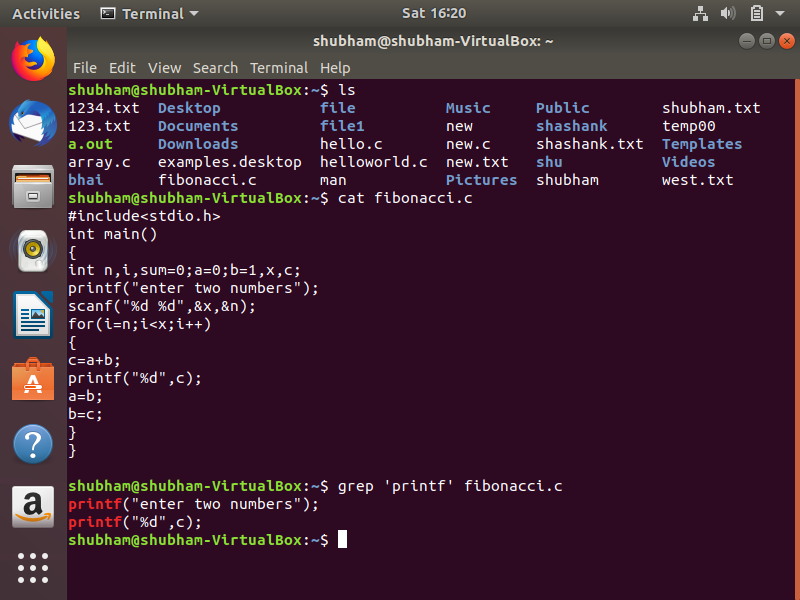 Activities Terminal Sat 16:20
shubham@shubham-VirtualBox: ~
File Edit View Search Terminal Help
shubham@shubham-VirtualBox:~$ ls
1234.txt Desktop file Music Public shubham.txt
123.txt Documents file1 new shashank temp00
a.out Downloads hello.c new.c shashank.txt Templates
array.c examples.desktop helloworld.c new.txt shu Videos
bhai fibonacci.c man Pictures shubham west.txt
shubham@shubham-VirtualBox:~$ cat fibonacci.c
#include<stdio.h>
int main()
{
int n,i,sum=0;a=0;b=1,x,c;
printf("enter two numbers");
scanf("%d %d",&x,&n);
for(i=n;i<x;i++)
{
c=a+b;
printf("%d",c);
a=b;
b=c;
}
}
shubham@shubham-VirtualBox:~$ grep 'printf' fibonacci.c
printf("enter two numbers");
printf("%d",c);
shubham@shubham-VirtualBox:~$